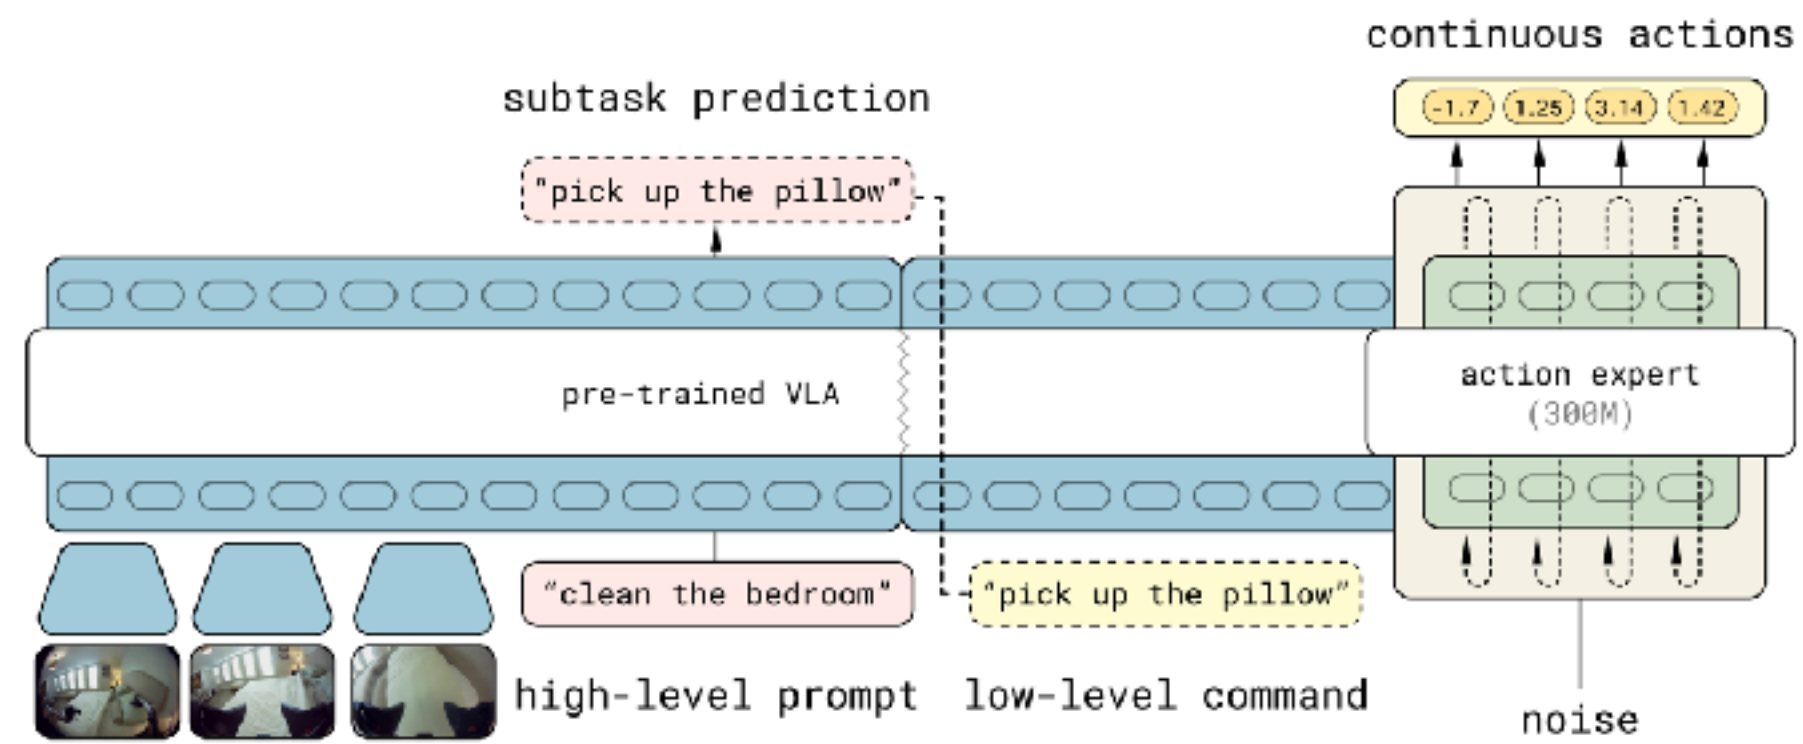 continuous actions
-1.7 1.25 3.14 1.42
subtask prediction
“pick up the pillow”
pre-trained VLA
action expert
(300M)
“clean the bedroom”
“pick up the pillow”
high-level prompt
low-level command
noise